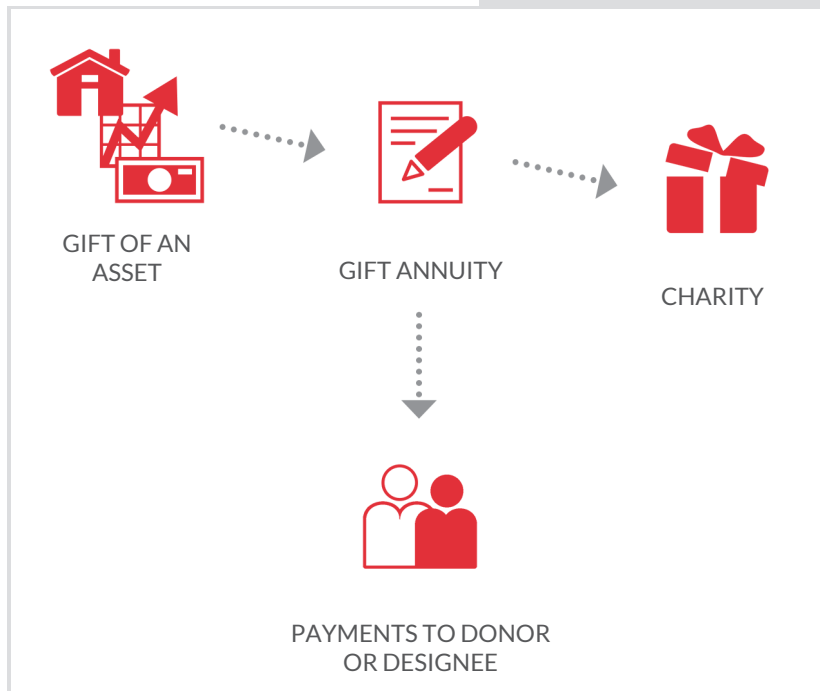 GIFT OF AN
ASSET
GIFT ANNUITY
CHARITY
PAYMENTS TO DONOR
OR DESIGNEE